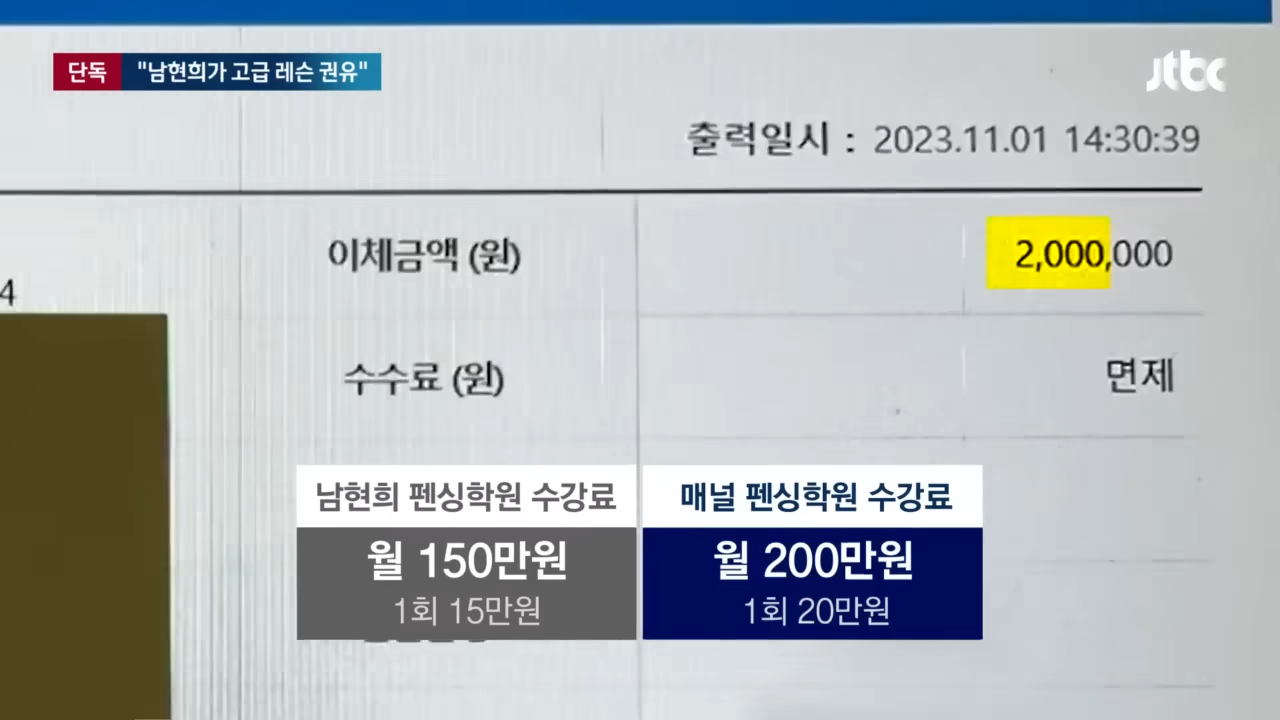 단독 "남현희가 고급 레슨 권유"
jtbc
출력일시 : 2023.11.01 14:30:39
이체금액 (원) 2,000,000
4
수수료 (원) 면제
남현희 펜싱학원 수강료
월 150만원
1회 15만원
매널 펜싱학원 수강료
월 200만원
1회 20만원